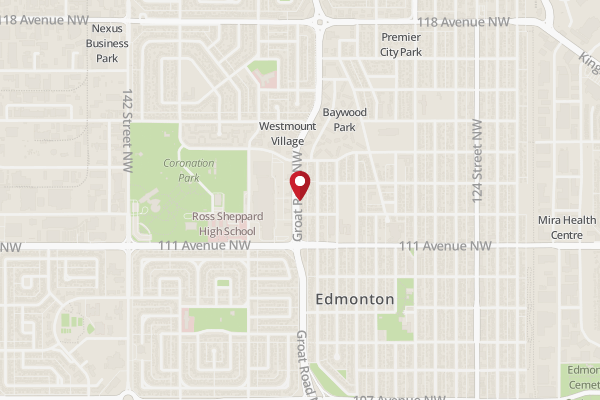 118 Avenue NW
118 Avenue NW
Nexus
Business
Park
Premier
City Park
King
142 Street NW
Baywood
Park
Westmount
Village
124 Street NW
Coronation
Park
Groat R NW
Ross Sheppard
High School
Mira Health
Centre
NW
111 Avenue NW
111 Avenue NW
Edmonton
Groat Road N
Edmon
Cemet
107 Avenue NW